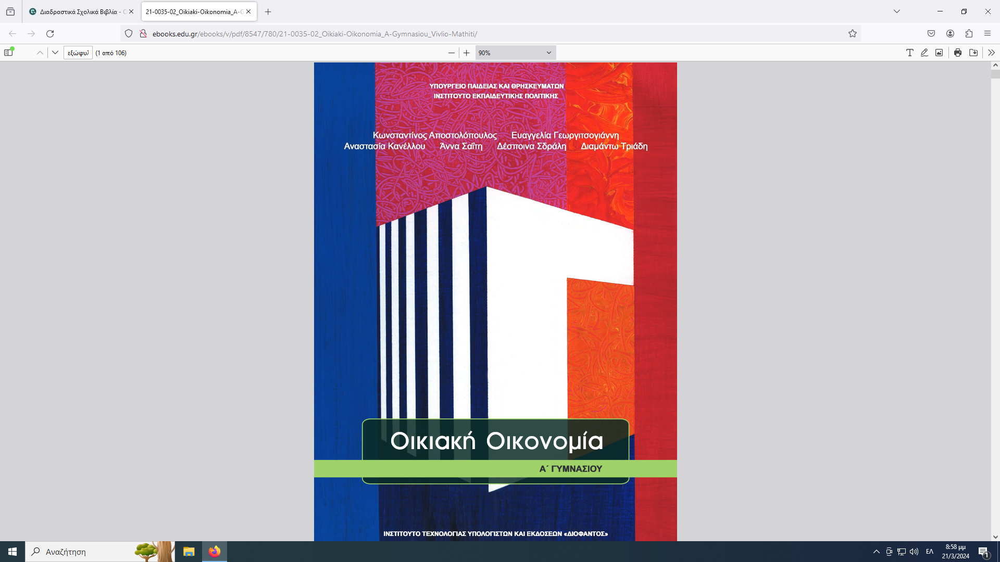 Διαδραστικά Σχολικά Βιβλία -
21-0035-02_Oikiaki-Oikonomia_A-G
ebooks.edu.gr/ebooks/v/pdf/8547/780/21-0035-02_Oikiaki-Oikonomia_A-Gymnasiou_Vivlio-Mathiti/
εξώφυλ
(1 από 106)
90%
ΥΠΟΥΡΓΕΙΟ ΠΑΙΔΕΙΑΣ ΚΑΙ ΘΡΗΣΚΕΥΜΑΤΩΝ
ΙΝΣΤΙΤΟΥΤΟ ΕΚΠΑΙΔΕΥΤΙΚΗΣ ΠΟΛΙΤΙΚΗΣ
Κωνσταντίνος Αποστολόπουλος Ευαγγελία Γεωργιτσογιάννη
Αναστασία Κανέλλου Άννα Σαΐτη Δέσποινα Σδράλη Διαμάντω Τριάδη
Οικιακή Οικονομία
Α΄ ΓΥΜΝΑΣΙΟΥ
ΙΝΣΤΙΤΟΥΤΟ ΤΕΧΝΟΛΟΓΙΑΣ ΥΠΟΛΟΓΙΣΤΩΝ ΚΑΙ ΕΚΔΟΣΕΩΝ «ΔΙΟΦΑΝΤΟΣ»
Αναζήτηση
ΕΛ
8:58 μμ
21/3/2024
1